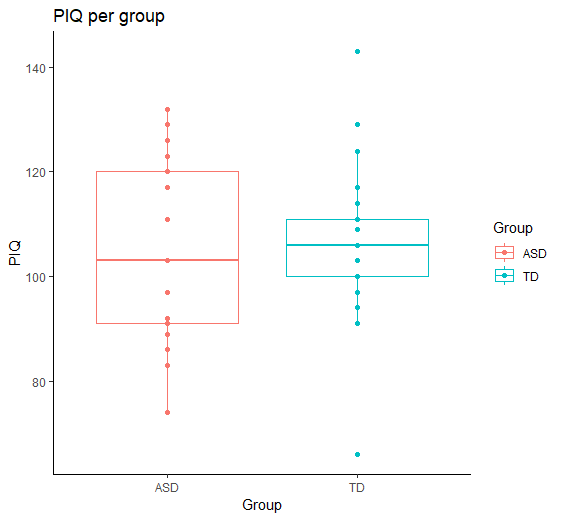 PIQ per group
140
120
100
80
PIQ
ASD
TD
Group
Group
ASD
TD